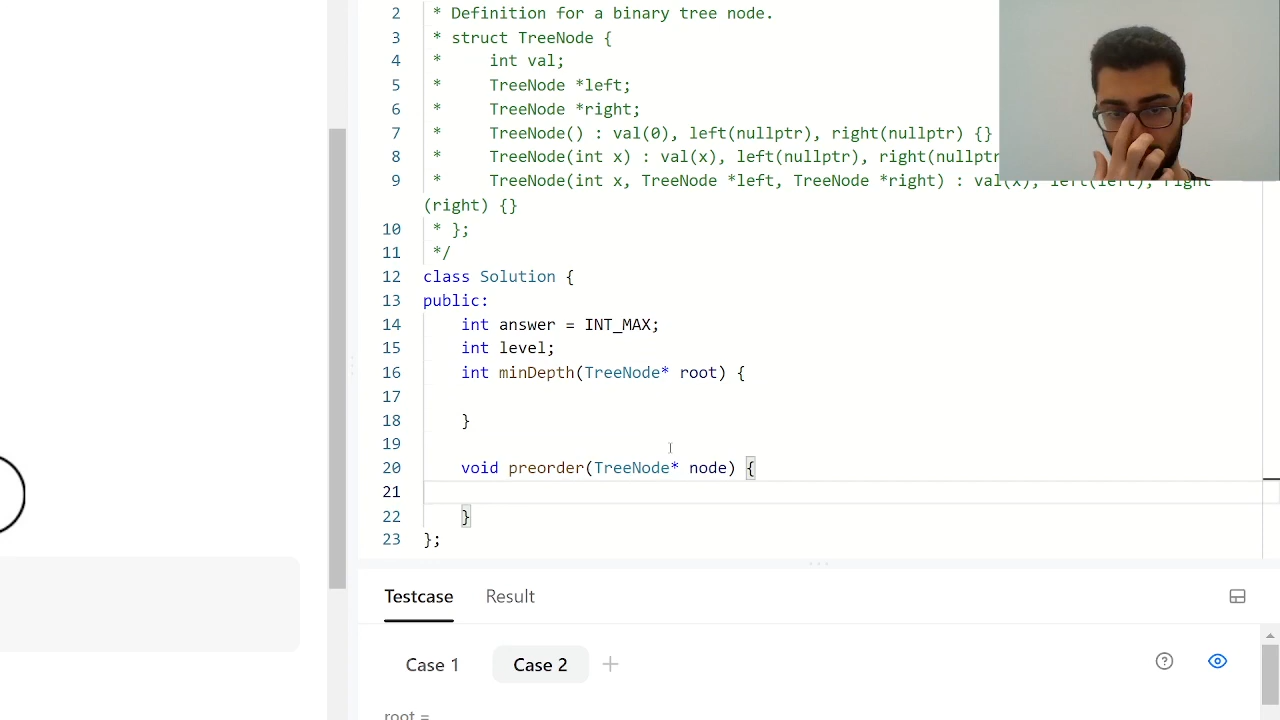 2 * Definition for a binary tree node.
3 * struct TreeNode {
4 *     int val;
5 *     TreeNode *left;
6 *     TreeNode *right;
7 *     TreeNode() : val(0), left(nullptr), right(nullptr) {}
8 *     TreeNode(int x) : val(x), left(nullptr), right(nullptr
9 *     TreeNode(int x, TreeNode *left, TreeNode *right) : val(x), left(left), right
(right) {}
10 * };
11 */
12 class Solution {
13 public:
14     int answer = INT_MAX;
15     int level;
16     int minDepth(TreeNode* root) {
17
18     }
19
20     void preorder(TreeNode* node) {
21
22     }
23 };
Testcase Result
Case 1 Case 2 +
root =